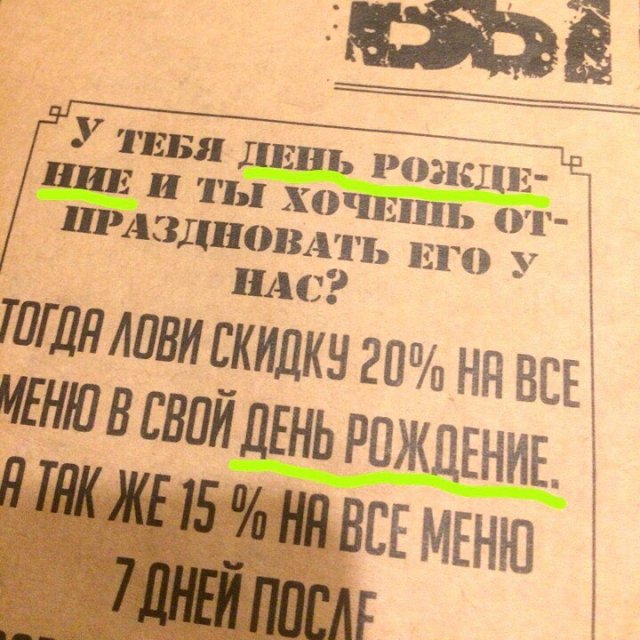 У ТЕБЯ ДЕНЬ РОЖДЕ-
НИЕ И ТЫ ХОЧЕШЬ ОТ-
ПРАЗДНОВАТЬ ЕГО У
НАС?
ТОГДА ЛОВИ СКИДКУ 20% НА ВСЕ
МЕНЮ В СВОЙ ДЕНЬ РОЖДЕНИЕ.
А ТАК ЖЕ 15 % НА ВСЕ МЕНЮ
7 ДНЕЙ ПОСЛЕ